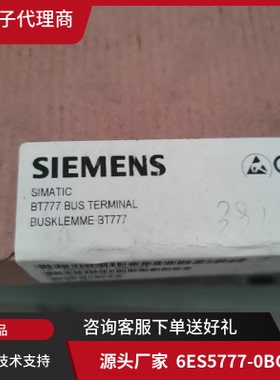 子代理商
SIEMENS
SIMATIC
BT777 BUS TERMINAL
BUSKLEMME BT777
品
咨询客服下单送好礼
技术支持
源头厂家 6ES5777-0B